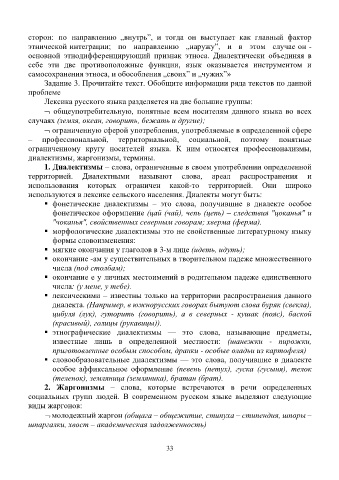 сторон: по направлению „внутрь”, и тогда он выступает как главный фактор
этнической интеграции; по направлению „наружу”, и в этом случае он -
основной этнодифференцирующий признак этноса. Диалектически объединяя в
себе эти две противоположные функции, язык оказывается инструментом и
самосохранения этноса, и обособления „своих” и „чужих”»
Задание 3. Прочитайте текст. Обобщите информации ряда текстов по данной
проблеме
Лексика русского языка разделяется на две большие группы:
¬ общеупотребительную, понятные всем носителям данного языка во всех
случаях (земля, океан, говорить, бежать и другие);
¬ ограниченную сферой употребления, употребляемые в определенной сфере
– профессиональной, территориальной, социальной, поэтому понятные
ограниченному кругу носителей языка. К ним относятся профессионализмы,
диалектизмы, жаргонизмы, термины.
1. Диалектизмы – слова, ограниченные в своем употреблении определенной
территорией. Диалектными называют слова, ареал распространения и
использования которых ограничен какой-то территорией. Они широко
используются в лексике сельского населения. Диалекты могут быть:
▪ фонетические диалектизмы – это слова, получившие в диалекте особое
фонетическое оформление (цай (чай), чепь (цепь) – следствия "цоканья" и
"чоканья", свойственных северным говорам; хверма (ферма).
▪ морфологические диалектизмы это не свойственные литературному языку
формы словоизменения:
▪ мягкие окончания у глаголов в 3-м лице (идеть, идуть);
▪ окончание -ам у существительных в творительном падеже множественного
числа (под столбам);
▪ окончание е у личных местоимений в родительном падеже единственного
числа: (у мене, у тебе).
▪ лексическими – известны только на территории распространения данного
диалекта. (Например, в южнорусских говорах бытуют слова буряк (свекла),
цибуля (лук), гуторить (говорить), а в северных - кушак (пояс), баской
(красивый), голицы (рукавицы)).
▪ этнографические диалектизмы — это слова, называющие предметы,
известные лишь в определенной местности: (шанежки - пирожки,
приготовленные особым способом, дранки - особые оладьи из картофеля)
▪ словообразовательные диалектизмы — это слова, получившие в диалекте
особое аффиксальное оформление (певень (петух), гуска (гусыня), телок
(теленок), земляница (земляника), братан (брат).
2. Жаргонизмы – слова, которые встречаются в речи определенных
социальных групп людей. В современном русском языке выделяют следующие
виды жаргонов:
¬ молодежный жаргон (общага – общежитие, стипуха – стипендия, шпоры –
шпаргалки, хвост – академическая задолженность)
33